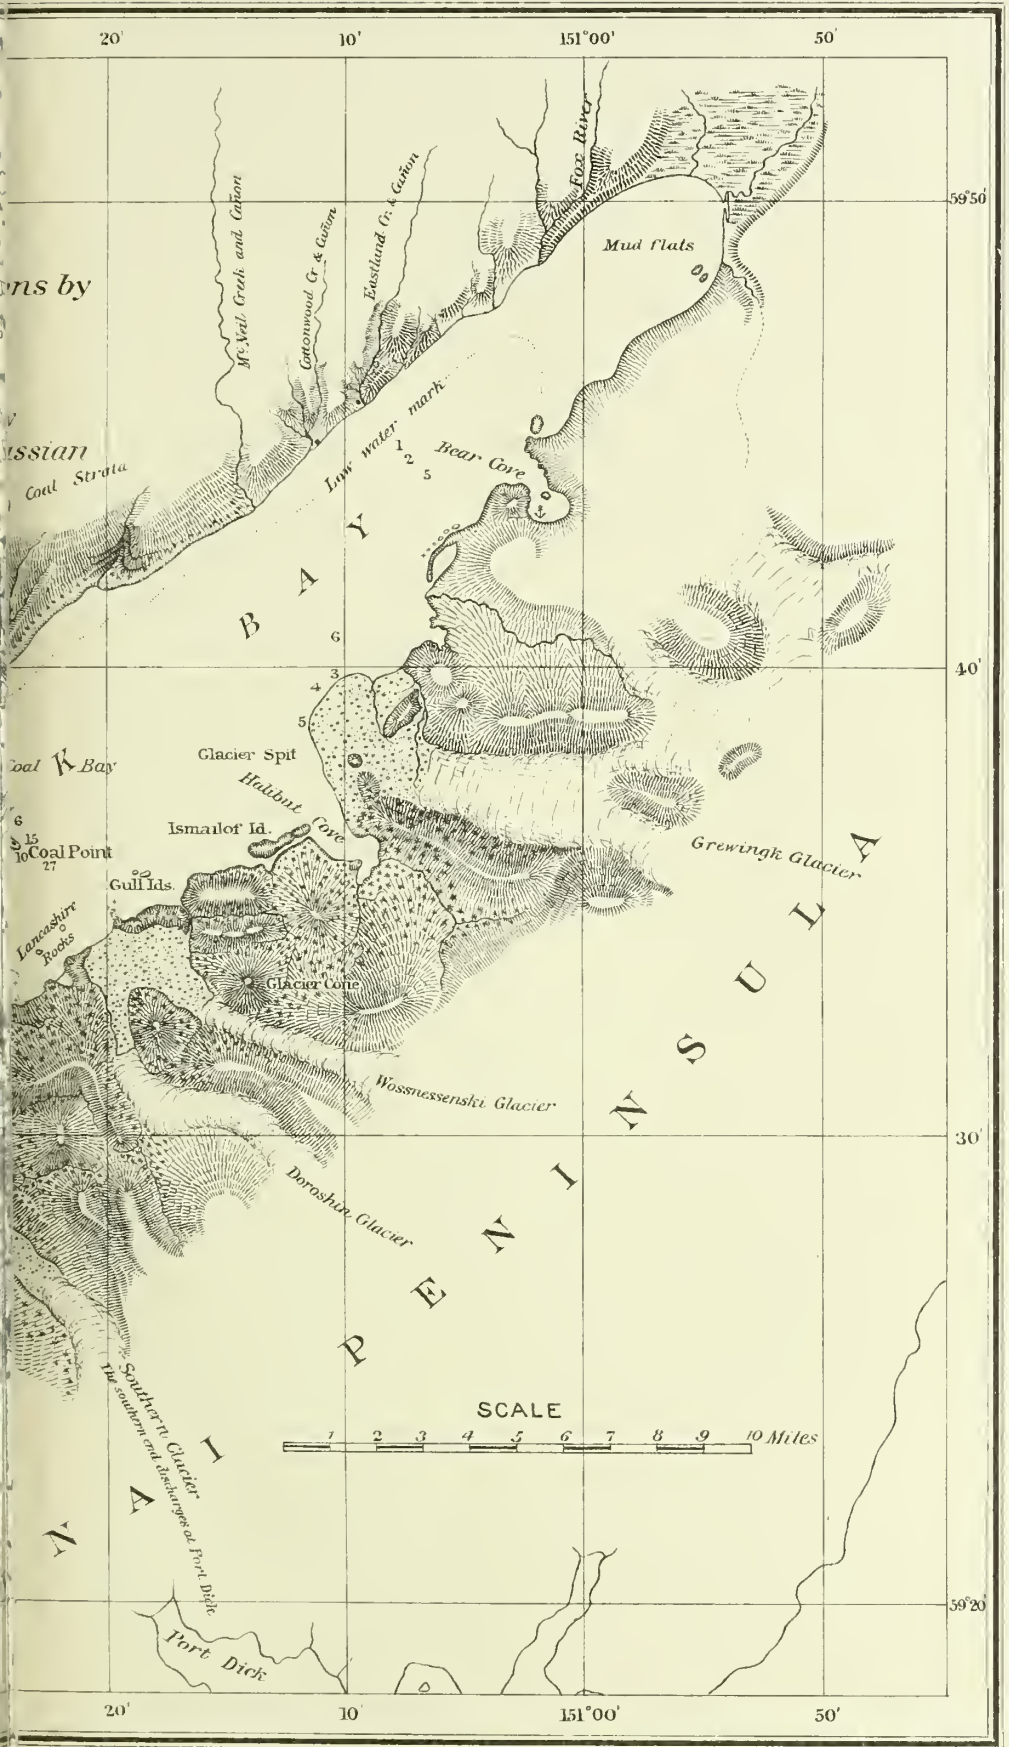 20' 10' 151°00' 50'
59°50'
Fox River
Mud flats
McNeil Creek and Cañon
Cottonwood Cr. & Cañon
Eastland Cr. & Cañon
ns by
ssian
Coal Strata
Low water mark
1
2
5
Bear Cove
BAY
6
40'
3
4
5
Glacier Spit
Coal Bay
K
Halibut Cove
Ismailof Id.
6
15
10
Coal Point
27
Gull Ids.
Grewingk Glacier
Lancashire
Rocks
Glacier Cone
Wossnessenski Glacier
30'
Doroshin Glacier
NAI PENINSULA
SCALE
1 2 3 4 5 6 7 8 9 10 Miles
Southern Glacier
The southern end discharges at Port Dick
59°20'
Port Dick
20' 10' 151°00' 50'